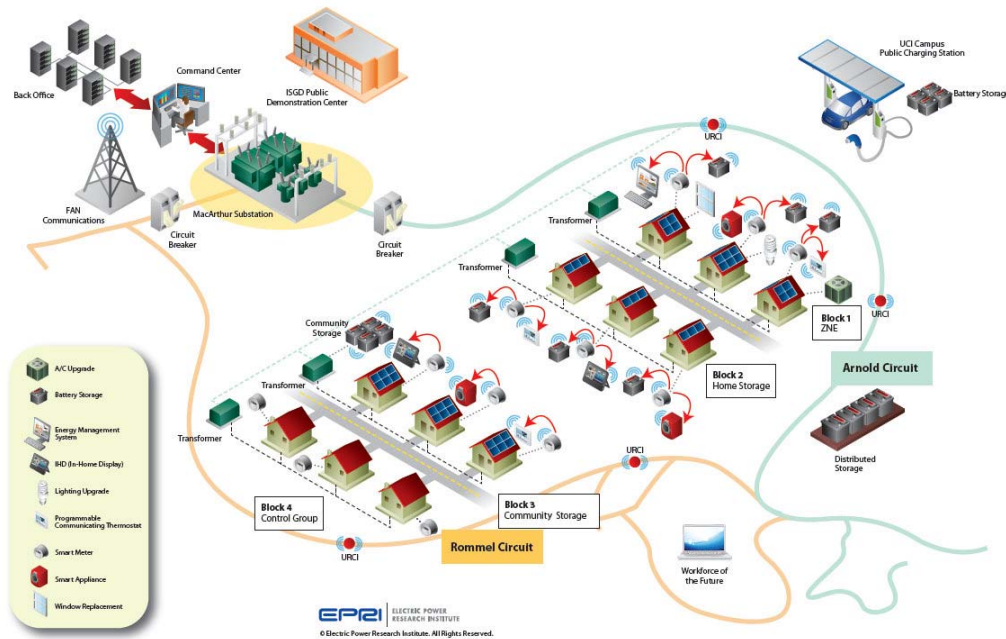 Back Office
Command Center
ISGD Public
Demonstration Center
UCI Campus
Public Charging Station
Battery Storage
FAN
Communications
Circuit
Breaker
MacArthur Substation
Circuit
Breaker
URCI
Transformer
Transformer
Block 1
ZNE
URCI
Block 2
Home Storage
Arnold Circuit
Community
Storage
Transformer
Transformer
Distributed
Storage
URCI
Block 4
Control Group
Block 3
Community Storage
URCI
Rommel Circuit
Workforce of
the Future
A/C Upgrade
Battery Storage
Energy Management
System
IHD (In-Home Display)
Lighting Upgrade
Programmable
Communicating Thermostat
Smart Meter
Smart Appliance
Window Replacement
EPRI
ELECTRIC POWER
RESEARCH INSTITUTE
© Electric Power Research Institute. All Rights Reserved.